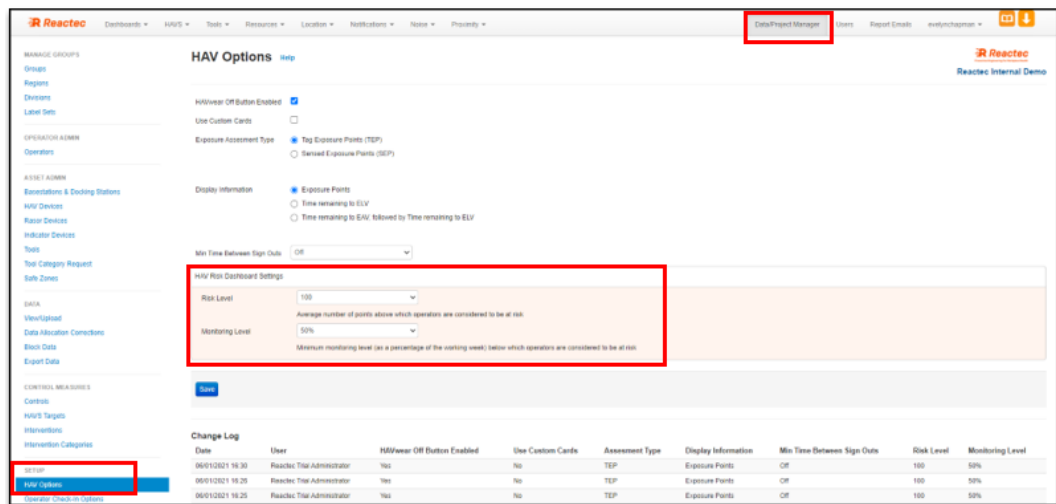 Reactec
Dashboards HAVS Tools Resources Location Notifications Noise Proximity Data/Project Manager Users Report Emails evelynchapman
MANAGE GROUPS
Groups
Regions
Divisions
Label Sets
OPERATOR ADMIN
Operators
ASSET ADMIN
Basestations & Docking Stations
HAV Devices
Rasor Devices
Indicator Devices
Tools
Tool Category Request
Safe Zones
DATA
View/Upload
Data Allocation Corrections
Block Data
Export Data
CONTROL MEASURES
Controls
HAVS Targets
Interventions
Intervention Categories
SETUP
HAV Options
Operator Check-In Options
HAV Options Help
Reactec
Reactec Internal Demo
HAVwear Off Button Enabled
Use Custom Cards
Exposure Assesment Type Tag Exposure Points (TEP)
Sensed Exposure Points (SEP)
Display Information Exposure Points
Time remaining to ELV
Time remaining to EAV, followed by Time remaining to ELV
Min Time Between Sign Outs Off
HAV Risk Dashboard Settings
Risk Level 100
Average number of points above which operators are considered to be at risk
Monitoring Level 50%
Minimum monitoring level (as a percentage of the working week) below which operators are considered to be at risk
Save
Change Log
Date User HAVwear Off Button Enabled Use Custom Cards Assesment Type Display Information Min Time Between Sign Outs Risk Level Monitoring Level
06/01/2021 16:30 Reactec Trial Administrator Yes No TEP Exposure Points Off 100 50%
06/01/2021 16:26 Reactec Trial Administrator Yes No TEP Exposure Points Off 100 50%
06/01/2021 16:25 Reactec Trial Administrator Yes No TEP Exposure Points Off 100 50%